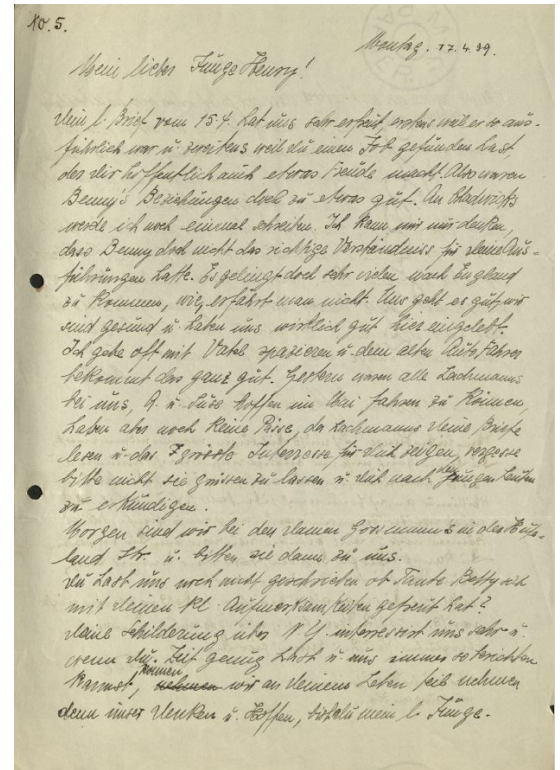 No. 5.
Montag. 17.4.39.
Mein lieber Junge Henry!
Dein l. Brief vom 15.4. hat uns sehr erfreut, erstens weil er so aus-
führlich war u. zweitens weil du einen Job gefunden hast,
der dir hoffentlich auch etwas Freude macht. Also waren
Benny's Beziehungen doch zu etwas gut. An
werde ich noch einmal schreiben. Ich kann mir nur denken,
dass Benny doch nicht das richtige Verständniss für deine Aus-
führungen hatte. Es gelingt doch sehr vielen nach England
zu kommen, wie, erfährt man nicht. Uns geht es gut, wir
sind gesund u. haben uns wirklich gut hier eingelebt.
Ich gehe oft mit Vater spazieren u. dem alten Auto Fahrer
bekommt das ganz gut. Gestern waren alle Lachmanns
bei uns, u. hoffen im Mai fahren zu können,
haben aber noch keine Pässe, da Lachmanns deine Briefe
lesen u. das grösste Interresse für dich zeigen, vergesse
bitte nicht sie grüssen zu lassen u. dich nach den jungen Leuten
zu erkundigen.
Morgen sind wir bei den Damen in der
land Str. u. bitten sie dann zu uns.
Du hast uns noch nicht geschrieben ob Tante Betty sich
mit deinen kl. Aufmerksamkeiten gefreut hat?
Deine Schilderung über N.Y. interressirt uns sehr u.
wenn du Zeit genug hast u. uns immer so berichten
kannst, können wir an deinem Leben teil nehmen
denn unser Denken u. Hoffen, bist du mein l. Junge.